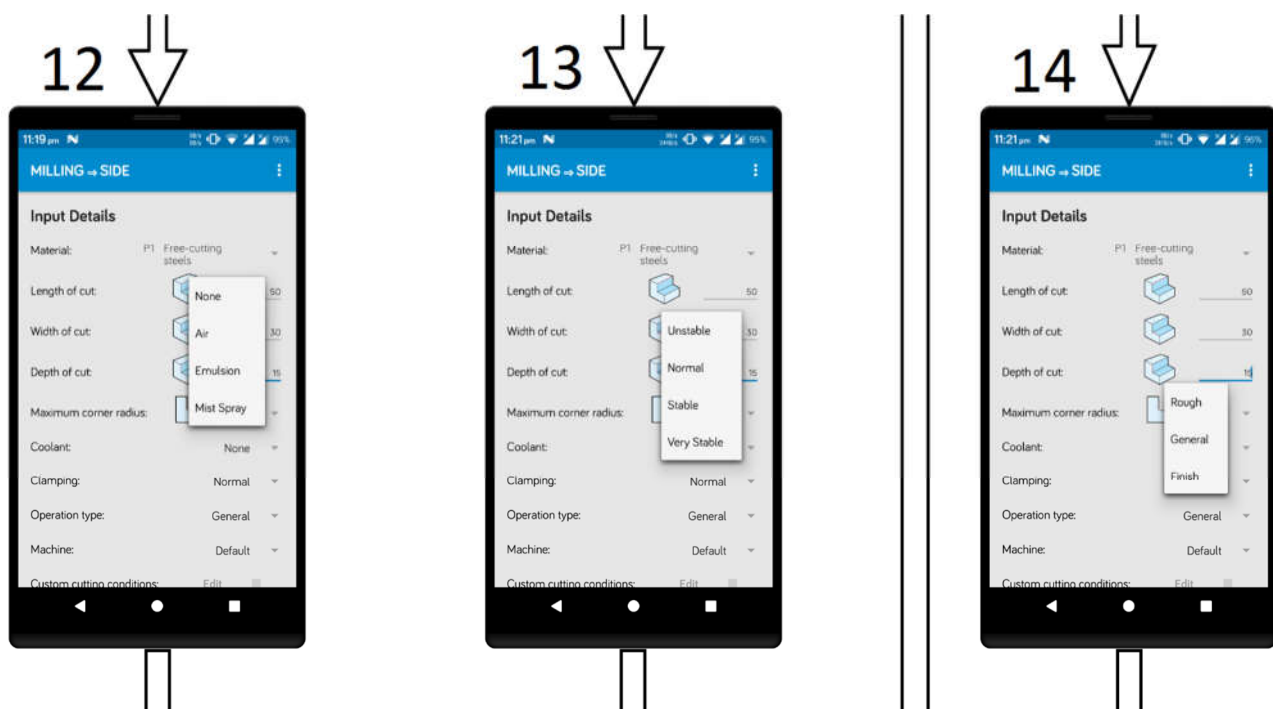 12
11:19 pm N 95%
MILLING ⇒ SIDE
Input Details
Material: P1 Free-cutting
steels
Length of cut: 50
None
Width of cut: 30
Air
Depth of cut: 15
Emulsion
Maximum corner radius:
Mist Spray
Coolant: None
Clamping: Normal
Operation type: General
Machine: Default
Custom cutting conditions: Edit
13
11:21 pm N 95%
MILLING ⇒ SIDE
Input Details
Material: P1 Free-cutting
steels
Length of cut: 50
Width of cut: 30
Unstable
Depth of cut: 15
Normal
Maximum corner radius:
Stable
Coolant:
Very Stable
Clamping: Normal
Operation type: General
Machine: Default
Custom cutting conditions: Edit
14
11:21 pm N 96%
MILLING ⇒ SIDE
Input Details
Material: P1 Free-cutting
steels
Length of cut: 50
Width of cut: 30
Depth of cut: 15
Rough
Maximum corner radius:
General
Coolant:
Finish
Clamping:
Operation type: General
Machine: Default
Custom cutting conditions: Edit